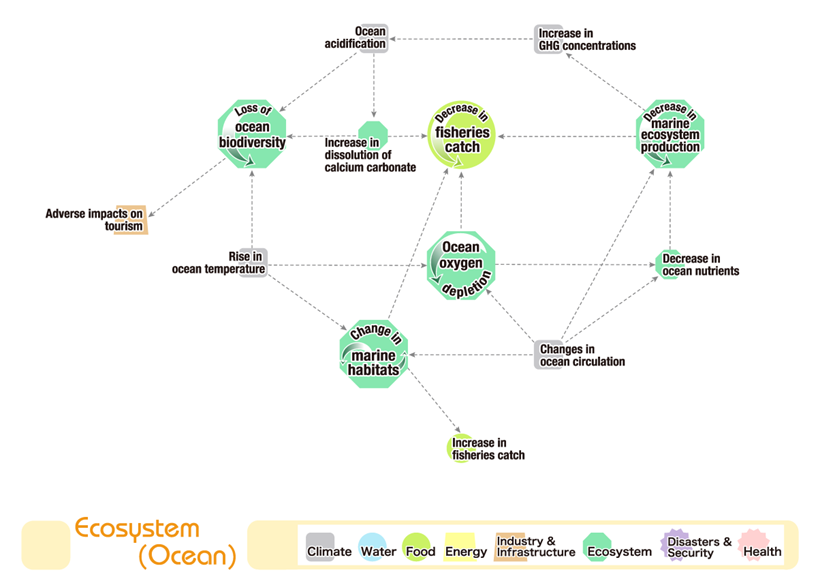 Ocean
acidification
Increase in
GHG concentrations
Loss of
ocean
biodiversity
Increase in
dissolution of
calcium carbonate
Decrease in
fisheries
catch
Decrease in
marine
ecosystem
production
Adverse impacts on
tourism
Rise in
ocean temperature
Ocean
oxygen
depletion
Decrease in
ocean nutrients
Change in
marine
habitats
Changes in
ocean circulation
Increase in
fisheries catch
Ecosystem
(Ocean)
Climate
Water
Food
Energy
Industry &
Infrastructure
Ecosystem
Disasters &
Security
Health